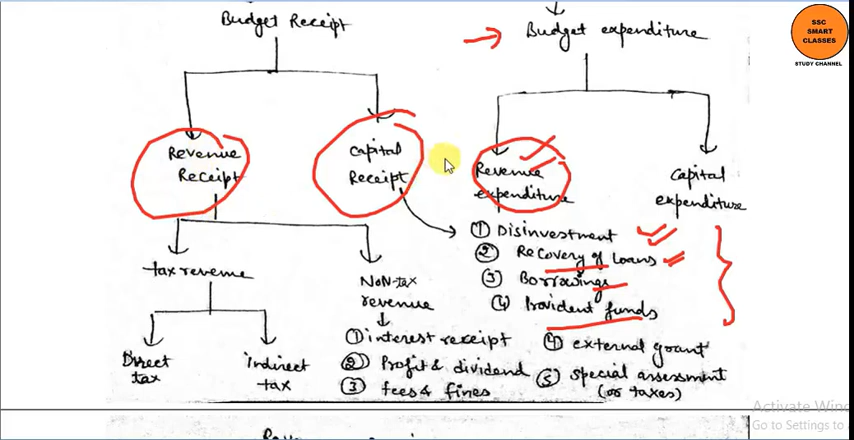 Budget Receipt
Budget expenditure
SSC
SMART
CLASSES
STUDY CHANNEL
Revenue
Receipt
Capital
Receipt
Revenue
expenditure
Capital
expenditure
① Disinvestment
② Recovery of loans
③ Borrowings
④ Provident funds
tax revenue
Non-tax
revenue
Direct
tax
Indirect
tax
① interest receipt
② Profit & dividend
③ fees & fines
④ external grant
⑤ special assessment
(or taxes)
Activate Window
Go to Settings to